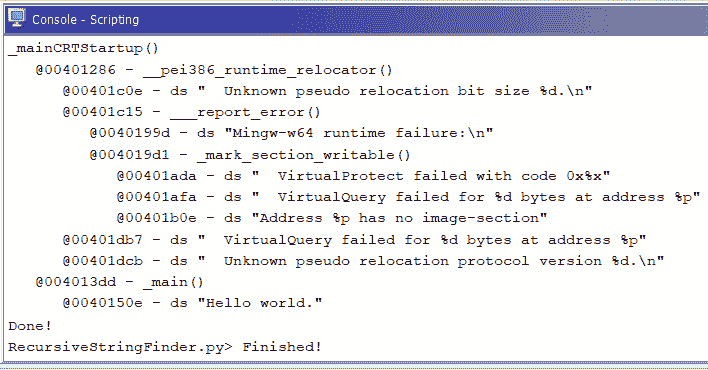 Console - Scripting
_mainCRTStartup()
@00401286 - __pei386_runtime_relocator()
@00401c0e - ds "  Unknown pseudo relocation bit size %d.\n"
@00401c15 - ___report_error()
@0040199d - ds "Mingw-w64 runtime failure:\n"
@004019d1 - _mark_section_writable()
@00401ada - ds "  VirtualProtect failed with code 0x%x"
@00401afa - ds "  VirtualQuery failed for %d bytes at address %p"
@00401b0e - ds "Address %p has no image-section"
@00401db7 - ds "  VirtualQuery failed for %d bytes at address %p"
@00401dcb - ds "  Unknown pseudo relocation protocol version %d.\n"
@004013dd - _main()
@0040150e - ds "Hello world."
Done!
RecursiveStringFinder.py> Finished!